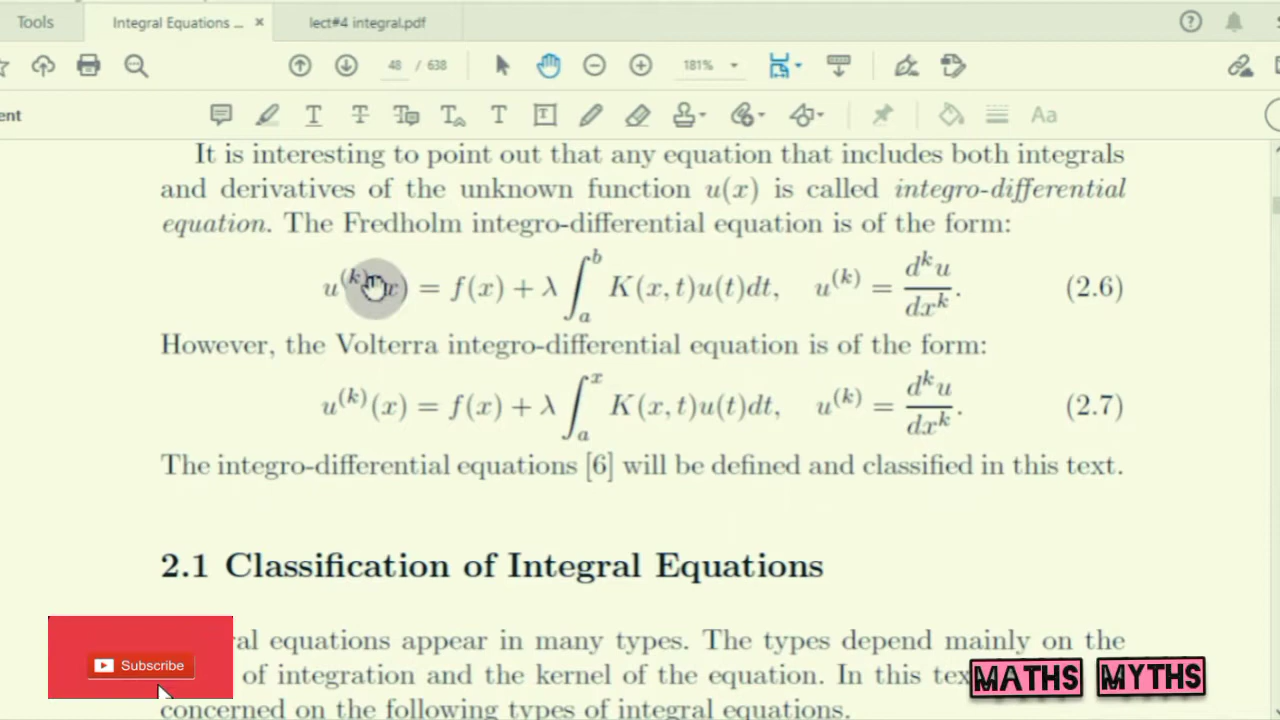 Tools Integral Equations ... × lect#4 integral.pdf
48 / 638 181%
ent Aa
It is interesting to point out that any equation that includes both integrals
and derivatives of the unknown function u(x) is called integro-differential
equation. The Fredholm integro-differential equation is of the form:
u^(k)(x) = f(x) + λ ∫_a^b K(x, t)u(t)dt, u^(k) = d^k u / dx^k. (2.6)
However, the Volterra integro-differential equation is of the form:
u^(k)(x) = f(x) + λ ∫_a^x K(x, t)u(t)dt, u^(k) = d^k u / dx^k. (2.7)
The integro-differential equations [6] will be defined and classified in this text.
2.1 Classification of Integral Equations
ral equations appear in many types. The types depend mainly on the
of integration and the kernel of the equation. In this tex
concerned on the following types of integral equations.
Subscribe
MATHS MYTHS